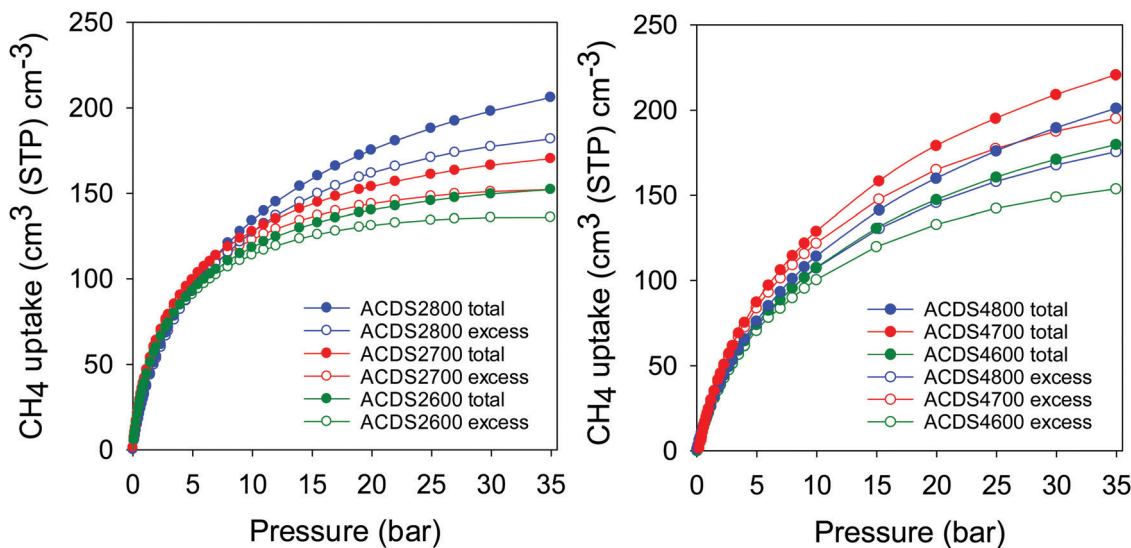 250
200
150
100
50
0
CH4 uptake (cm3 (STP) cm-3)
ACDS2800 total
ACDS2800 excess
ACDS2700 total
ACDS2700 excess
ACDS2600 total
ACDS2600 excess
0 5 10 15 20 25 30 35
Pressure (bar)
250
200
150
100
50
0
CH4 uptake (cm3 (STP) cm-3)
ACDS4800 total
ACDS4700 total
ACDS4600 total
ACDS4800 excess
ACDS4700 excess
ACDS4600 excess
0 5 10 15 20 25 30 35
Pressure (bar)